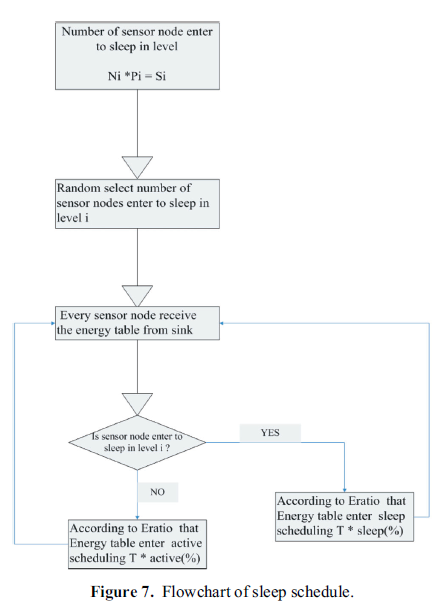 Number of sensor node enter
to sleep in level
Ni *Pi = Si
Random select number of
sensor nodes enter to sleep in
level i
Every sensor node receive
the energy table from sink
Is sensor node enter to
sleep in level i ?
YES
NO
According to Eratio that
Energy table enter sleep
scheduling T * sleep(%)
According to Eratio that
Energy table enter active
scheduling T * active(%)
Figure 7. Flowchart of sleep schedule.